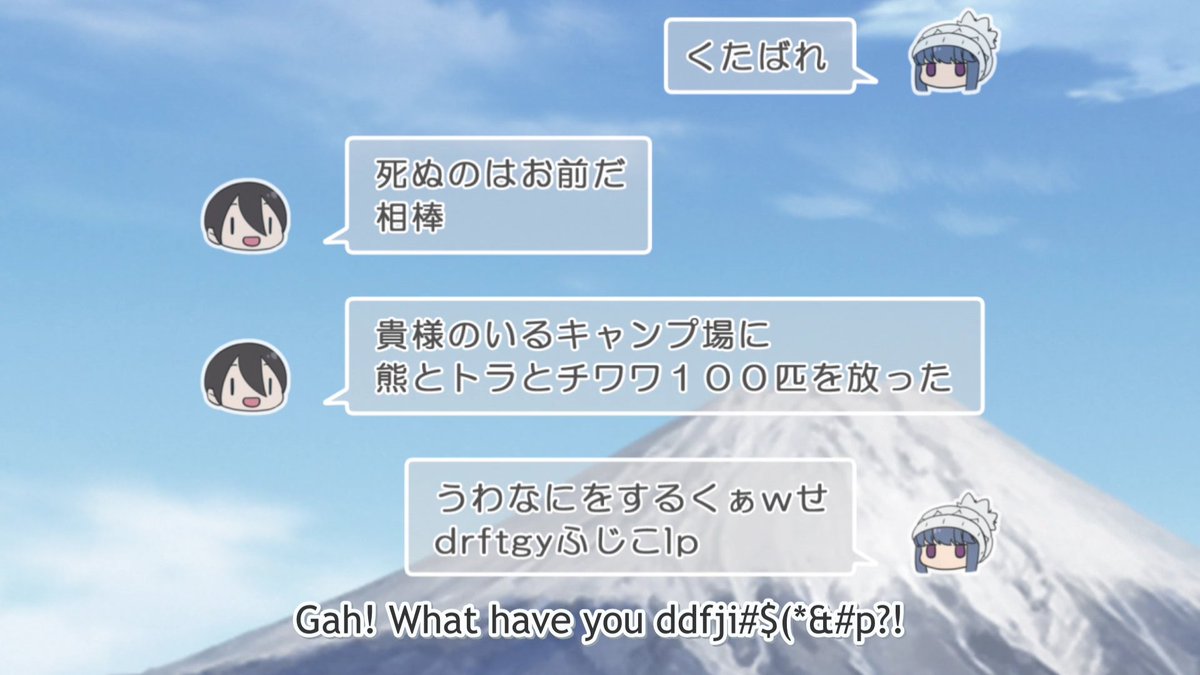 くたばれ
死ぬのはお前だ
相棒
貴様のいるキャンプ場に
熊とトラとチワワ１００匹を放った
うわなにをするくぁｗせ
drftgyふじこlp
Gah! What have you ddfji#$(*&#p?!